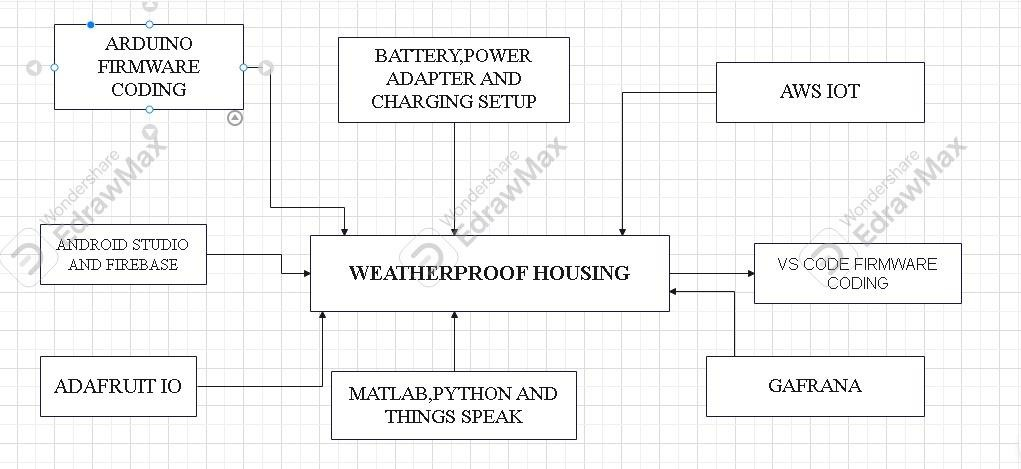 ARDUINO
FIRMWARE
CODING
BATTERY,POWER
ADAPTER AND
CHARGING SETUP
AWS IOT
Wondershare
EdrawMax
Wondershare
EdrawMax
Wondershare
EdrawMax
ANDROID STUDIO
AND FIREBASE
WEATHERPROOF HOUSING
VS CODE FIRMWARE
CODING
ADAFRUIT IO
MATLAB,PYTHON AND
THINGS SPEAK
GAFRANA